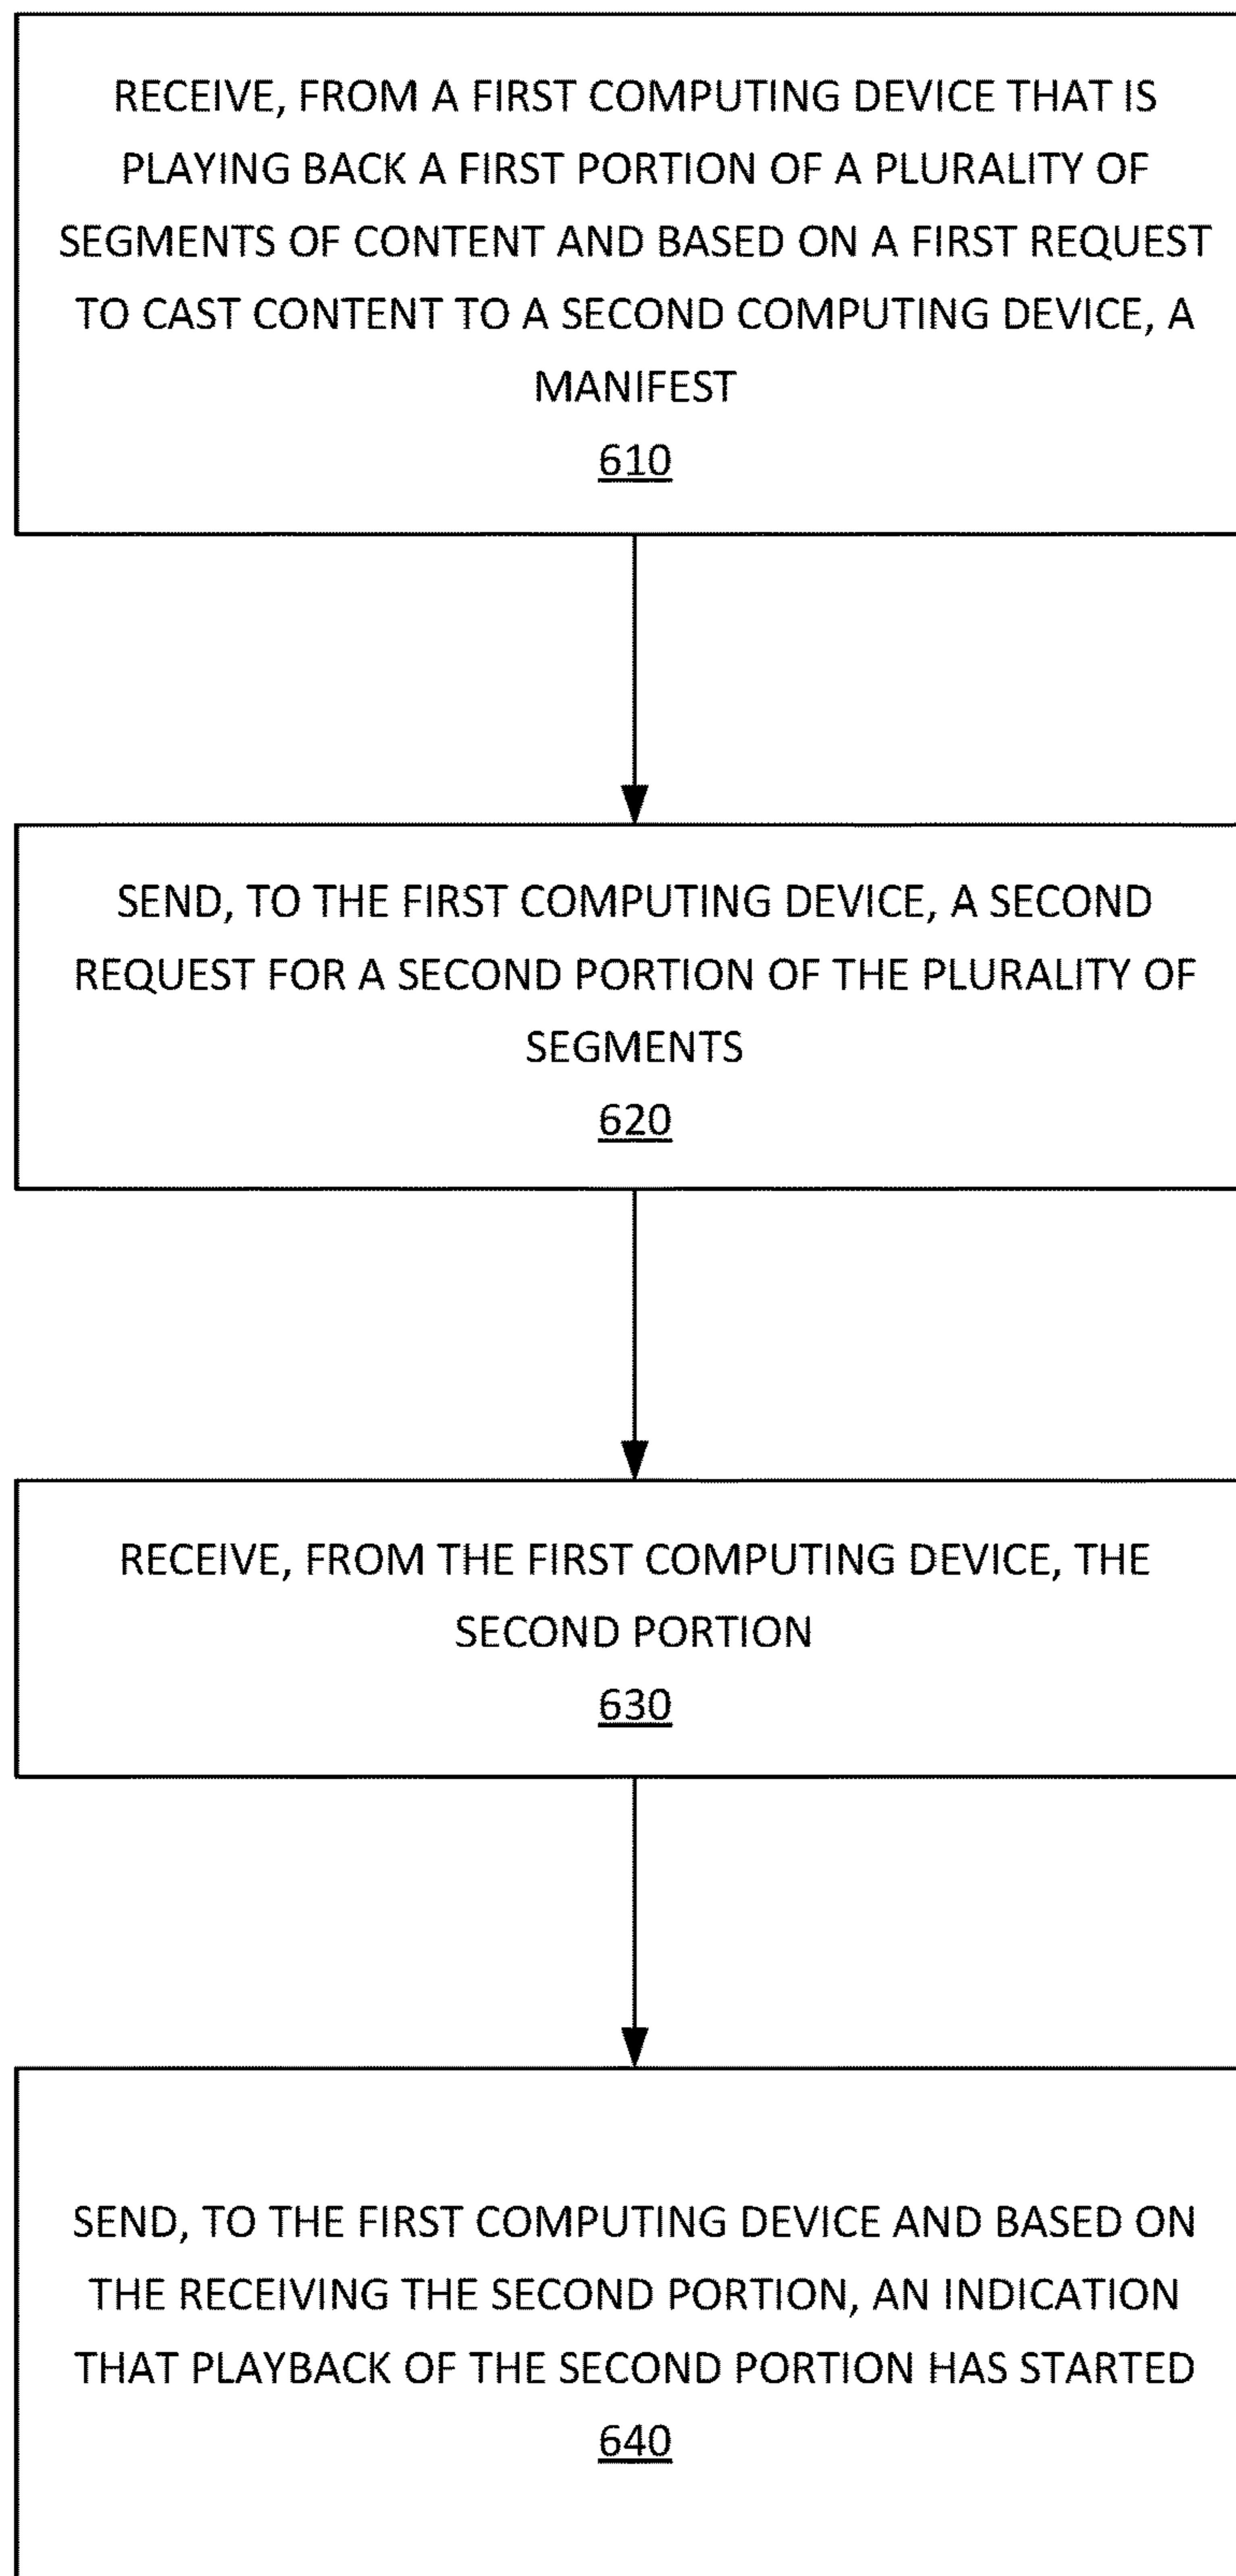 RECEIVE, FROM A FIRST COMPUTING DEVICE THAT IS
PLAYING BACK A FIRST PORTION OF A PLURALITY OF
SEGMENTS OF CONTENT AND BASED ON A FIRST REQUEST
TO CAST CONTENT TO A SECOND COMPUTING DEVICE, A
MANIFEST
610
SEND, TO THE FIRST COMPUTING DEVICE, A SECOND
REQUEST FOR A SECOND PORTION OF THE PLURALITY OF
SEGMENTS
620
RECEIVE, FROM THE FIRST COMPUTING DEVICE, THE
SECOND PORTION
630
SEND, TO THE FIRST COMPUTING DEVICE AND BASED ON
THE RECEIVING THE SECOND PORTION, AN INDICATION
THAT PLAYBACK OF THE SECOND PORTION HAS STARTED
640